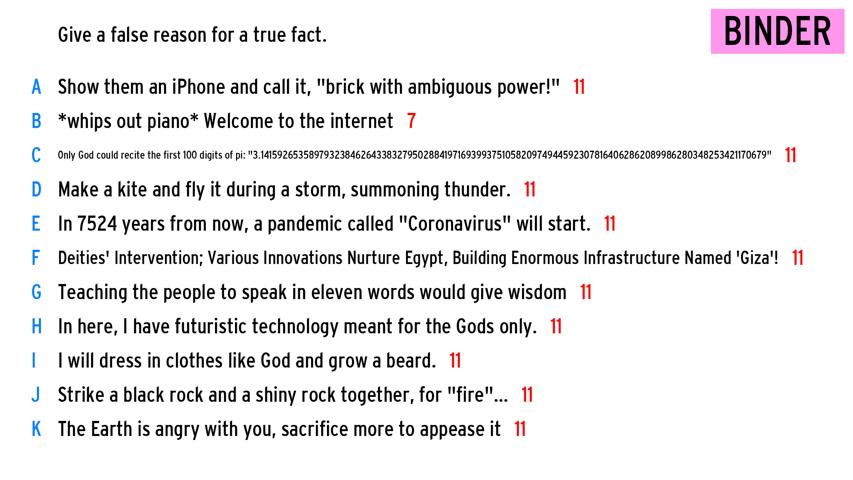 Give a false reason for a true fact.
BINDER
A Show them an iPhone and call it, "brick with ambiguous power!" 11
B *whips out piano* Welcome to the internet 7
C Only God could recite the first 100 digits of pi: "3.1415926535897932384626433832795028841971693993751058209749445923078164062862089986280348253421170679" 11
D Make a kite and fly it during a storm, summoning thunder. 11
E In 7524 years from now, a pandemic called "Coronavirus" will start. 11
F Deities' Intervention; Various Innovations Nurture Egypt, Building Enormous Infrastructure Named 'Giza'! 11
G Teaching the people to speak in eleven words would give wisdom 11
H In here, I have futuristic technology meant for the Gods only. 11
I I will dress in clothes like God and grow a beard. 11
J Strike a black rock and a shiny rock together, for "fire"... 11
K The Earth is angry with you, sacrifice more to appease it 11